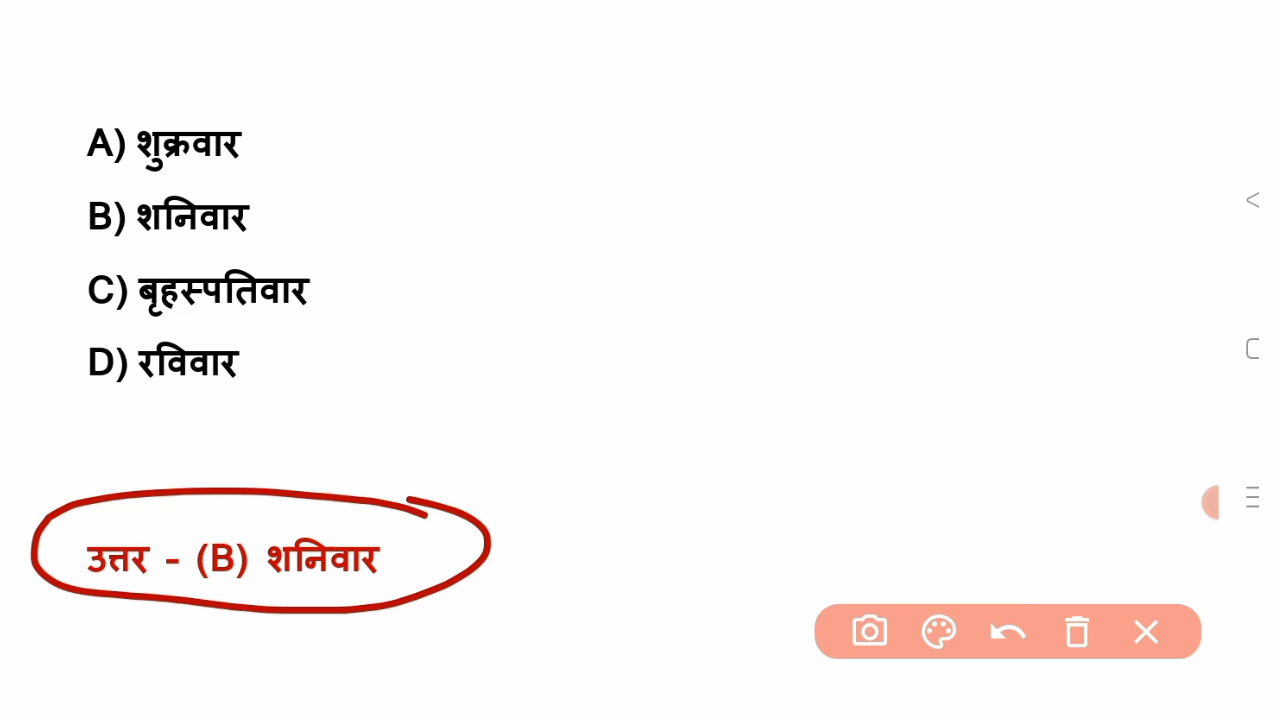 A) शुक्रवार
B) शनिवार
C) बृहस्पतिवार
D) रविवार
उत्तर - (B) शनिवार